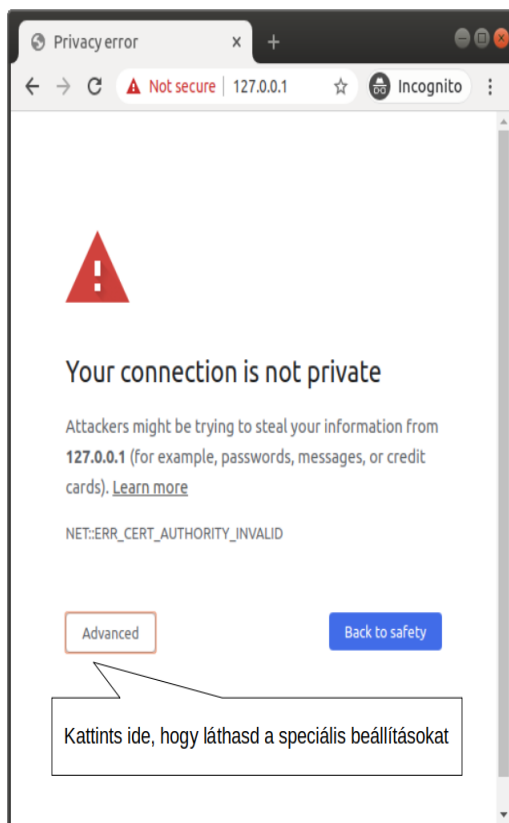 Privacy error
Not secure 127.0.0.1 Incognito
Your connection is not private
Attackers might be trying to steal your information from
127.0.0.1 (for example, passwords, messages, or credit
cards). Learn more
NET::ERR_CERT_AUTHORITY_INVALID
Advanced Back to safety
Kattints ide, hogy láthasd a speciális beállításokat